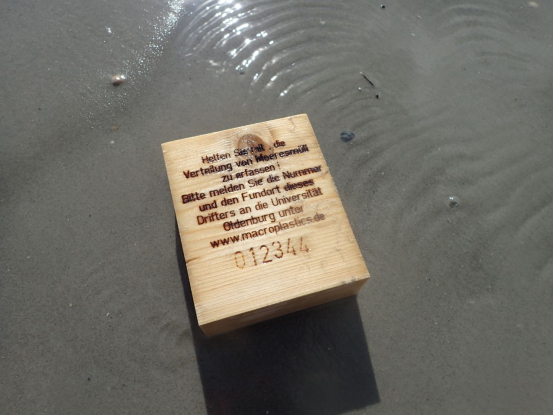 Helfen Sie mit, die
Verteilung von Meeresmüll
zu erfassen!
Bitte melden Sie die Nummer
und den Fundort dieses
Drifters an die Universität
Oldenburg unter
www.macroplastics.de
012344